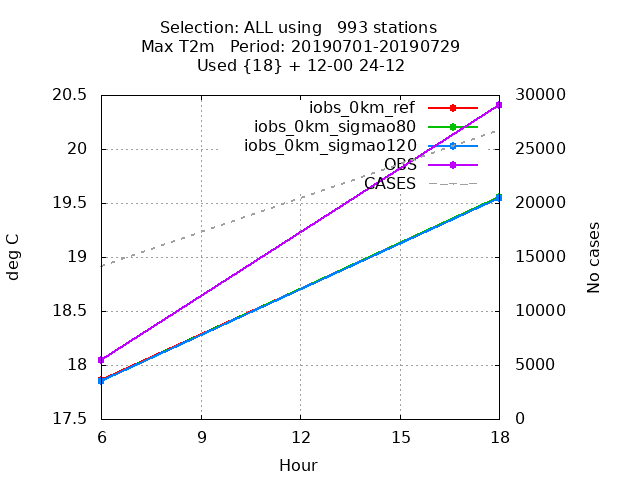 Selection: ALL using   993 stations
Max T2m   Period: 20190701-20190729
Used {18} + 12-00 24-12
20.5
20
19.5
19
18.5
18
17.5
deg C
iobs_0km_ref
iobs_0km_sigmao80
iobs_0km_sigmao120
OBS
CASES
30000
25000
20000
15000
10000
5000
0
No cases
6 9 12 15 18
Hour